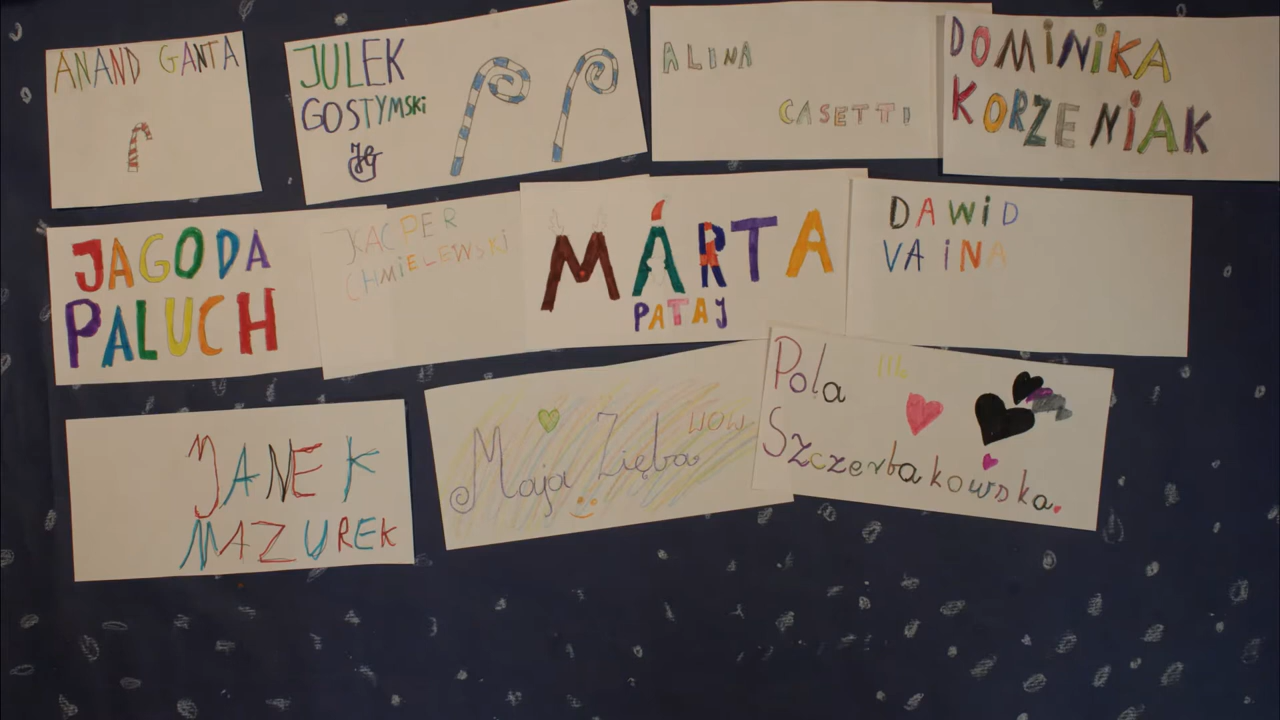 ANAND GANTA
JULEK
GOSTYMSKi
JG
ALINA
CASETTI
DOMiNiKA
KORZENiAK
JAGODA
PALUCH
KACPER
CHMiELEWSKi
MÁRTA
PATAJ
DAWiD
VAiNA
JANEK
MAZUREK
WOW
Maja Zięba
Pola
Szczerbakowska.